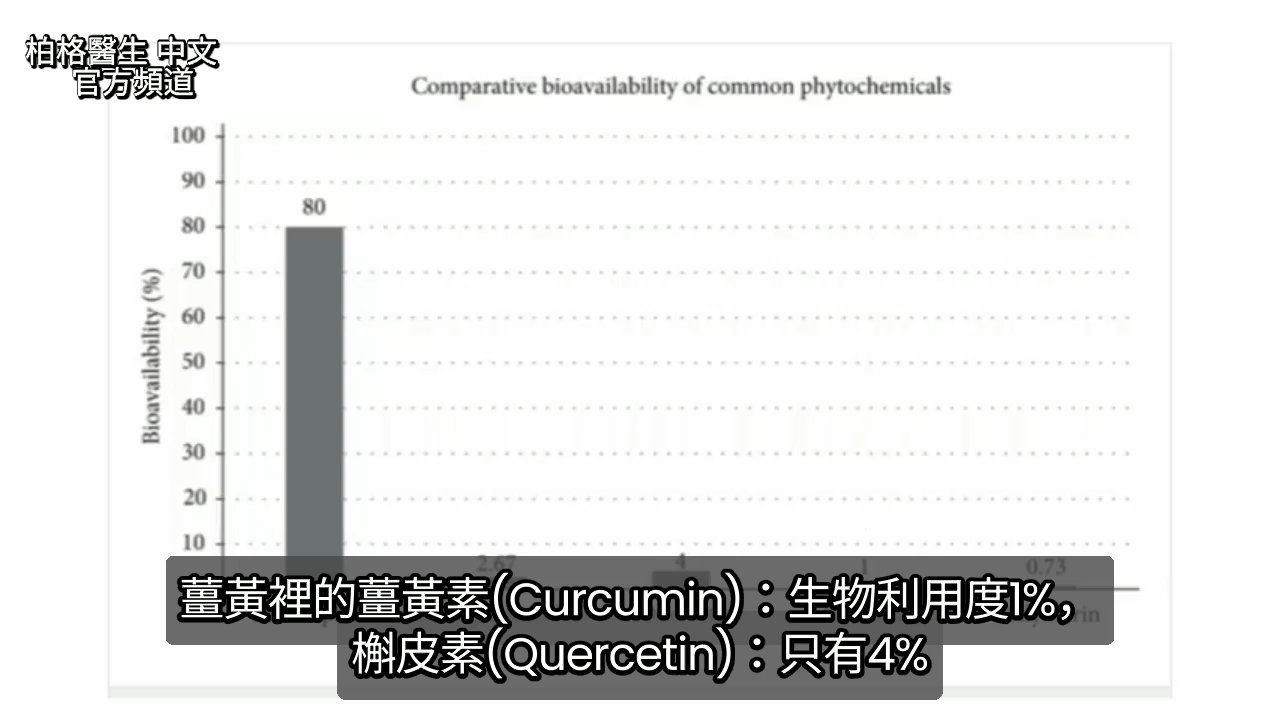 柏格醫生 中文
官方頻道
Comparative bioavailability of common phytochemicals
100
90
80
70
60
50
40
30
20
10
Bioavailability (%)
80
2.67
4
1
0.73
薑黃裡的薑黃素(Curcumin)：生物利用度1%,
槲皮素(Quercetin)：只有4%